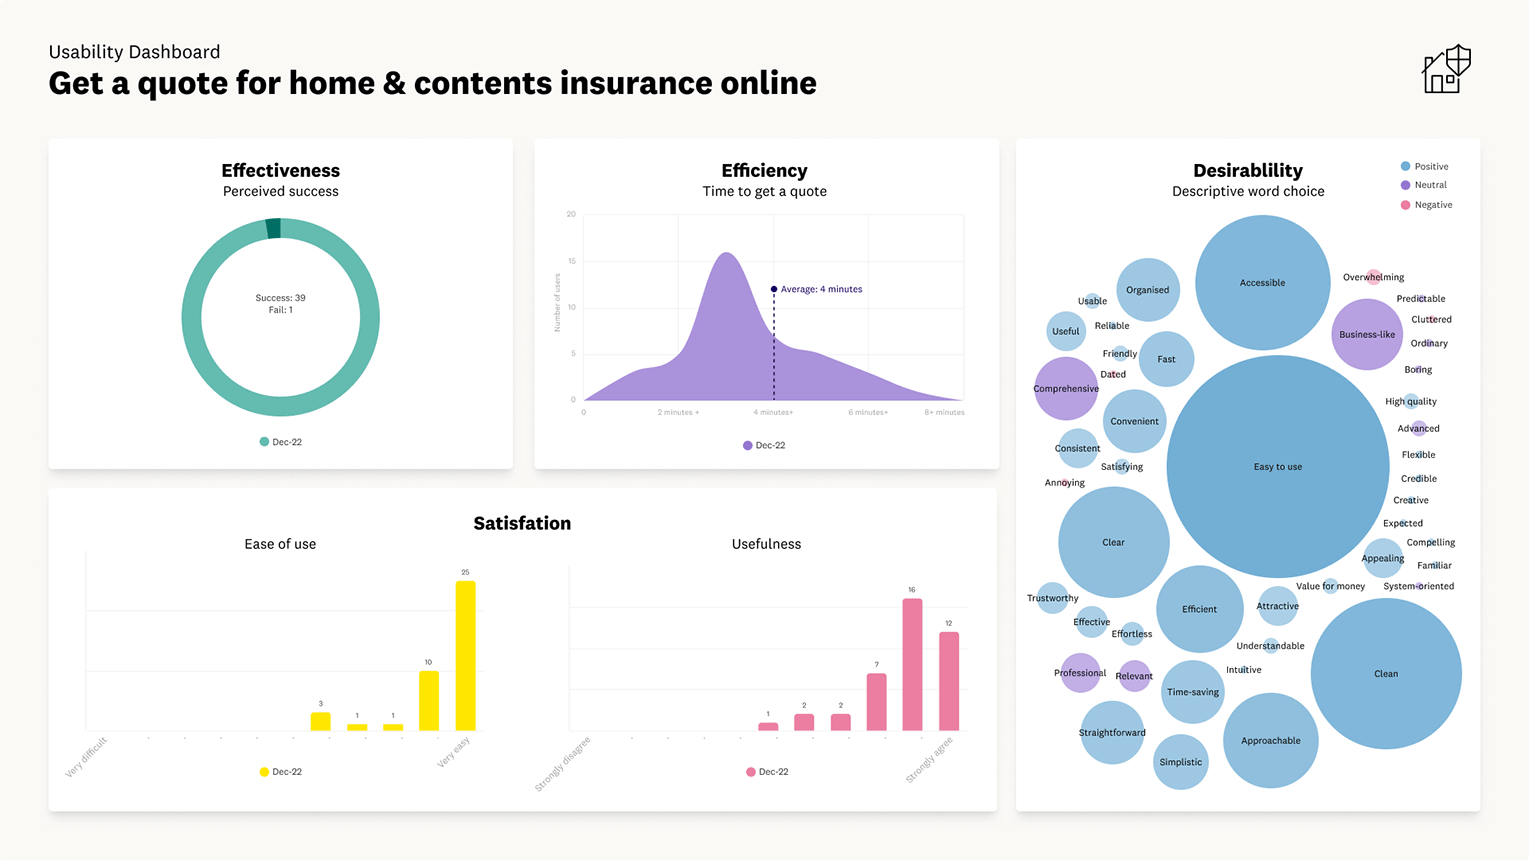 Usability Dashboard
Get a quote for home & contents insurance online
Effectiveness
Perceived success
Success: 39
Fail: 1
Dec-22
Efficiency
Time to get a quote
Number of users
20
15
10
5
0
Average: 4 minutes
0
2 minutes +
4 minutes+
6 minutes+
8+ minutes
Dec-22
Satisfation
Ease of use
3
1
1
10
25
Very difficult
Very easy
Dec-22
Usefulness
1
2
2
7
16
12
Strongly disagree
Strongly agree
Dec-22
Desirablility
Descriptive word choice
Positive
Neutral
Negative
Accessible
Overwhelming
Organised
Predictable
Usable
Cluttered
Reliable
Useful
Business-like
Ordinary
Friendly
Fast
Boring
Dated
Comprehensive
High quality
Convenient
Advanced
Consistent
Flexible
Satisfying
Easy to use
Credible
Annoying
Creative
Expected
Clear
Compelling
Appealing
Familiar
Value for money
System-oriented
Trustworthy
Efficient
Attractive
Effective
Effortless
Understandable
Intuitive
Professional
Relevant
Clean
Time-saving
Straightforward
Approachable
Simplistic